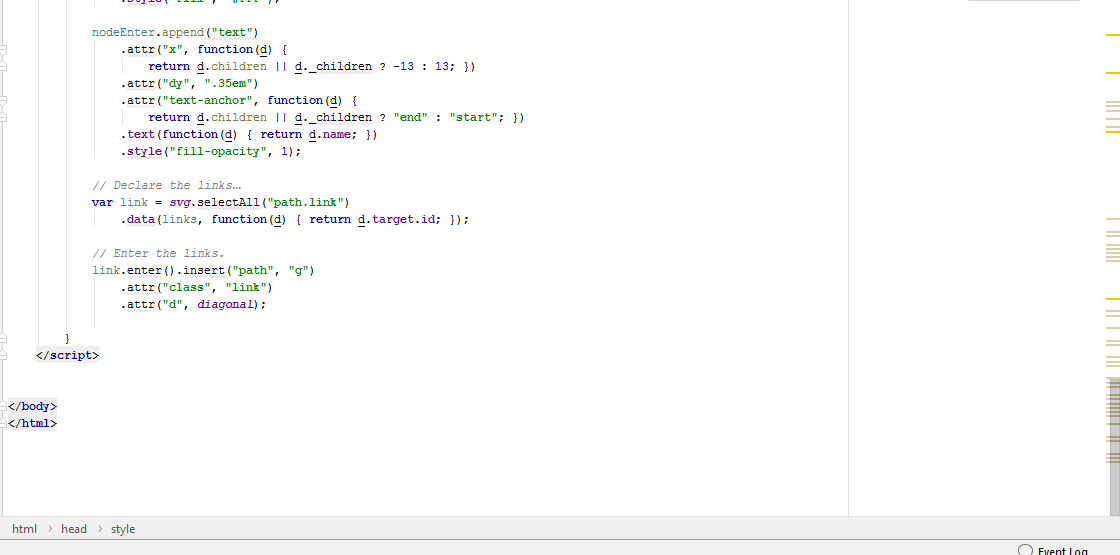 .style("fill", "#fff");
nodeEnter.append("text")
.attr("x", function(d) {
return d.children || d._children ? -13 : 13; })
.attr("dy", ".35em")
.attr("text-anchor", function(d) {
return d.children || d._children ? "end" : "start"; })
.text(function(d) { return d.name; })
.style("fill-opacity", 1);
// Declare the links…
var link = svg.selectAll("path.link")
.data(links, function(d) { return d.target.id; });
// Enter the links.
link.enter().insert("path", "g")
.attr("class", "link")
.attr("d", diagonal);
}
</script>
</body>
</html>
html > head > style
Event Log